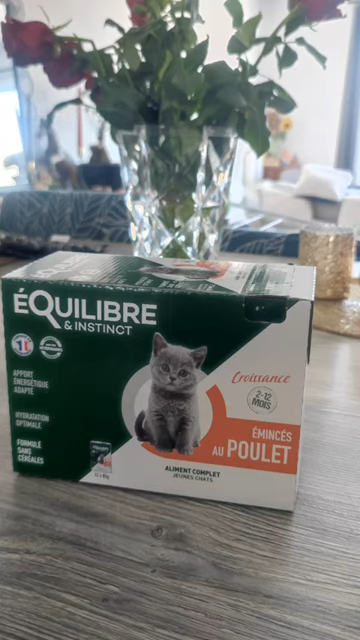 ÉQUILIBRE
& INSTINCT
APPORT
ÉNERGÉTIQUE
ADAPTÉ
HYDRATATION
OPTIMALE
FORMULE
SANS
CÉRÉALES
Croissance
2-12
MOIS
ÉMINCÉS
AU POULET
ALIMENT COMPLET
JEUNES CHATS